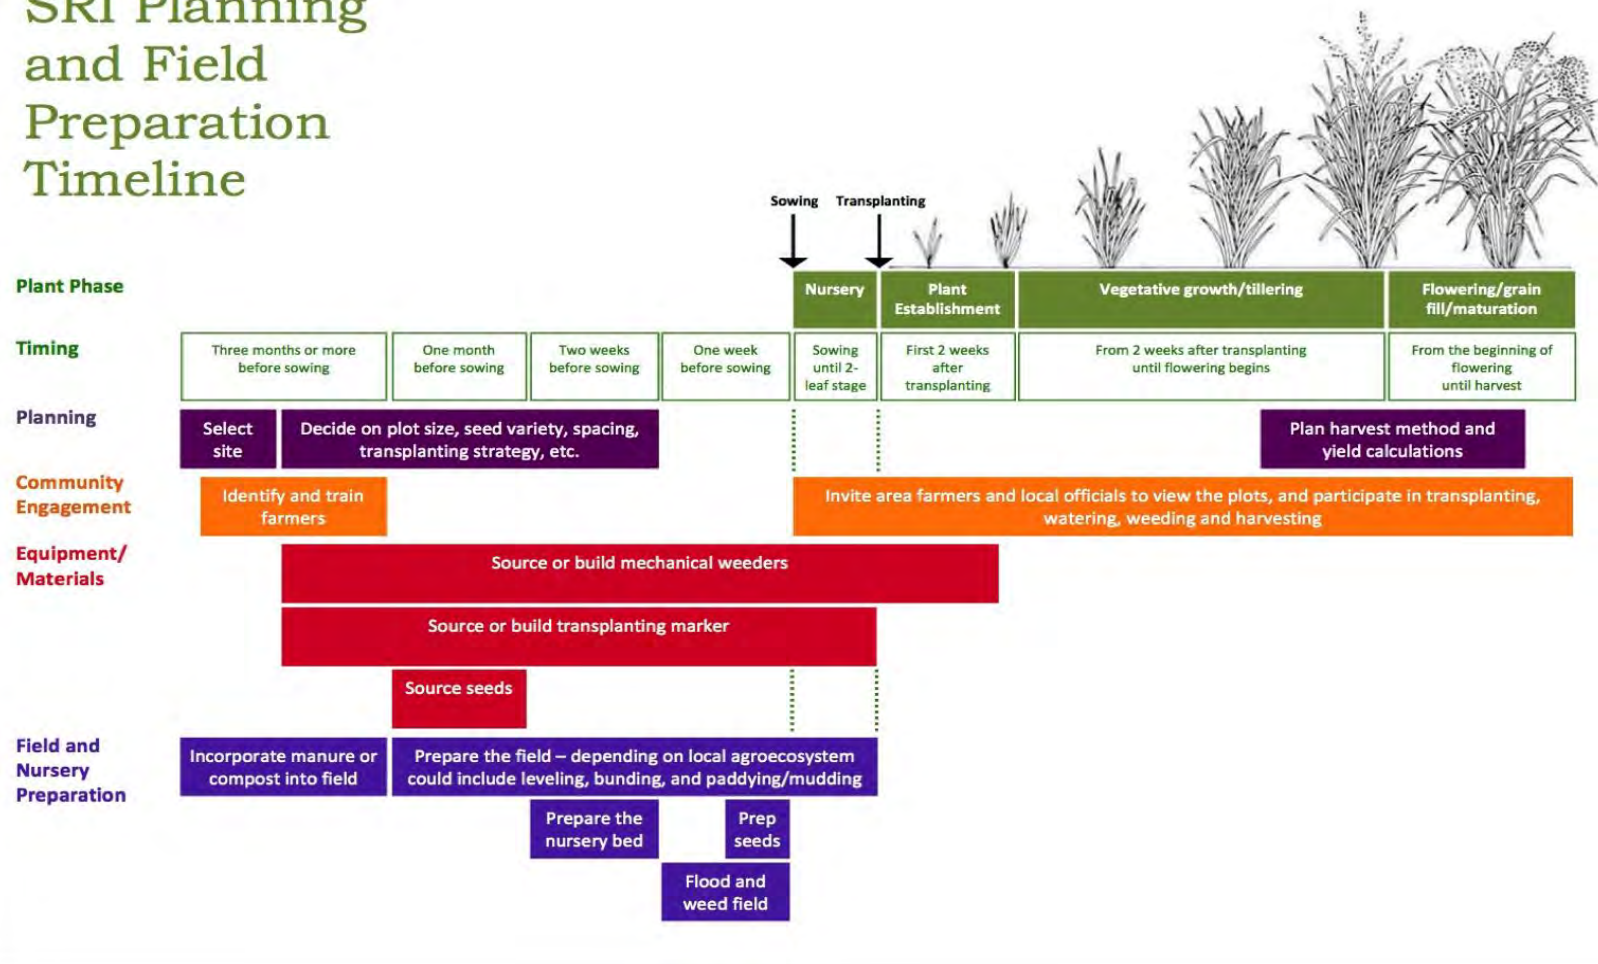 SRI Planning
and Field
Preparation
Timeline
Sowing
Transplanting
Plant Phase
Nursery
Plant
Establishment
Vegetative growth/tillering
Flowering/grain
fill/maturation
Timing
Three months or more
before sowing
One month
before sowing
Two weeks
before sowing
One week
before sowing
Sowing
until 2-
leaf stage
First 2 weeks
after
transplanting
From 2 weeks after transplanting
until flowering begins
From the beginning of
flowering
until harvest
Planning
Select
site
Decide on plot size, seed variety, spacing,
transplanting strategy, etc.
Plan harvest method and
yield calculations
Community
Engagement
Identify and train
farmers
Invite area farmers and local officials to view the plots, and participate in transplanting,
watering, weeding and harvesting
Equipment/
Materials
Source or build mechanical weeders
Source or build transplanting marker
Source seeds
Field and
Nursery
Preparation
Incorporate manure or
compost into field
Prepare the field – depending on local agroecosystem
could include leveling, bunding, and paddying/mudding
Prepare the
nursery bed
Prep
seeds
Flood and
weed field